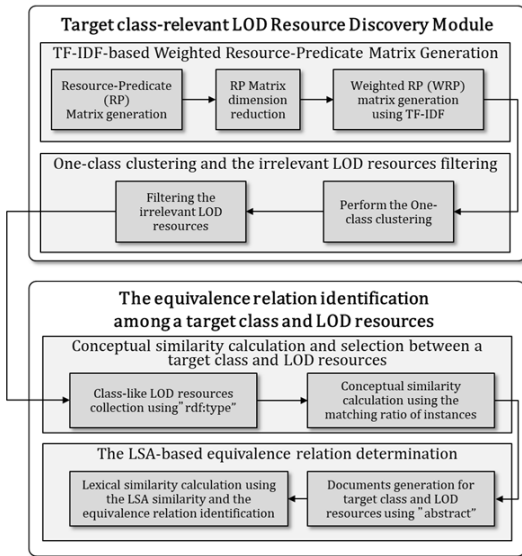 Target class-relevant LOD Resource Discovery Module
TF-IDF-based Weighted Resource-Predicate Matrix Generation
Resource-Predicate
(RP)
Matrix generation
RP Matrix
dimension
reduction
Weighted RP (WRP)
matrix generation
using TF-IDF
One-class clustering and the irrelevant LOD resources filtering
Filtering the
irrelevant LOD
resources
Perform the One-
class clustering
The equivalence relation identification
among a target class and LOD resources
Conceptual similarity calculation and selection between a
target class and LOD resources
Class-like LOD resources
collection using"rdf:type"
Conceptual similarity
calculation using the
matching ratio of instances
The LSA-based equivalence relation determination
Lexical similarity calculation using
the LSA similarity and the
equivalence relation identification
Documents generation for
target class and LOD
resources using "abstract"